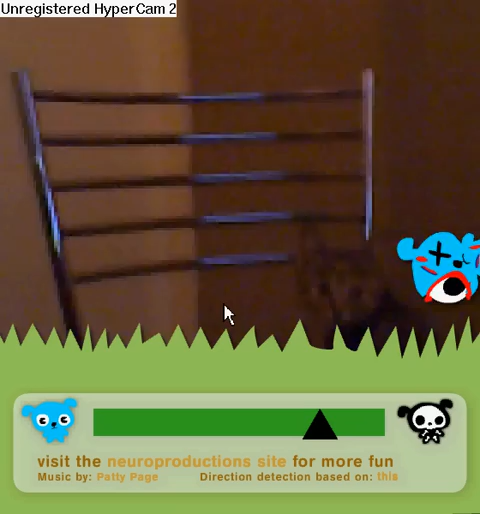 Unregistered HyperCam 2
visit the neuroproductions site for more fun
Music by: Patty Page Direction detection based on: this